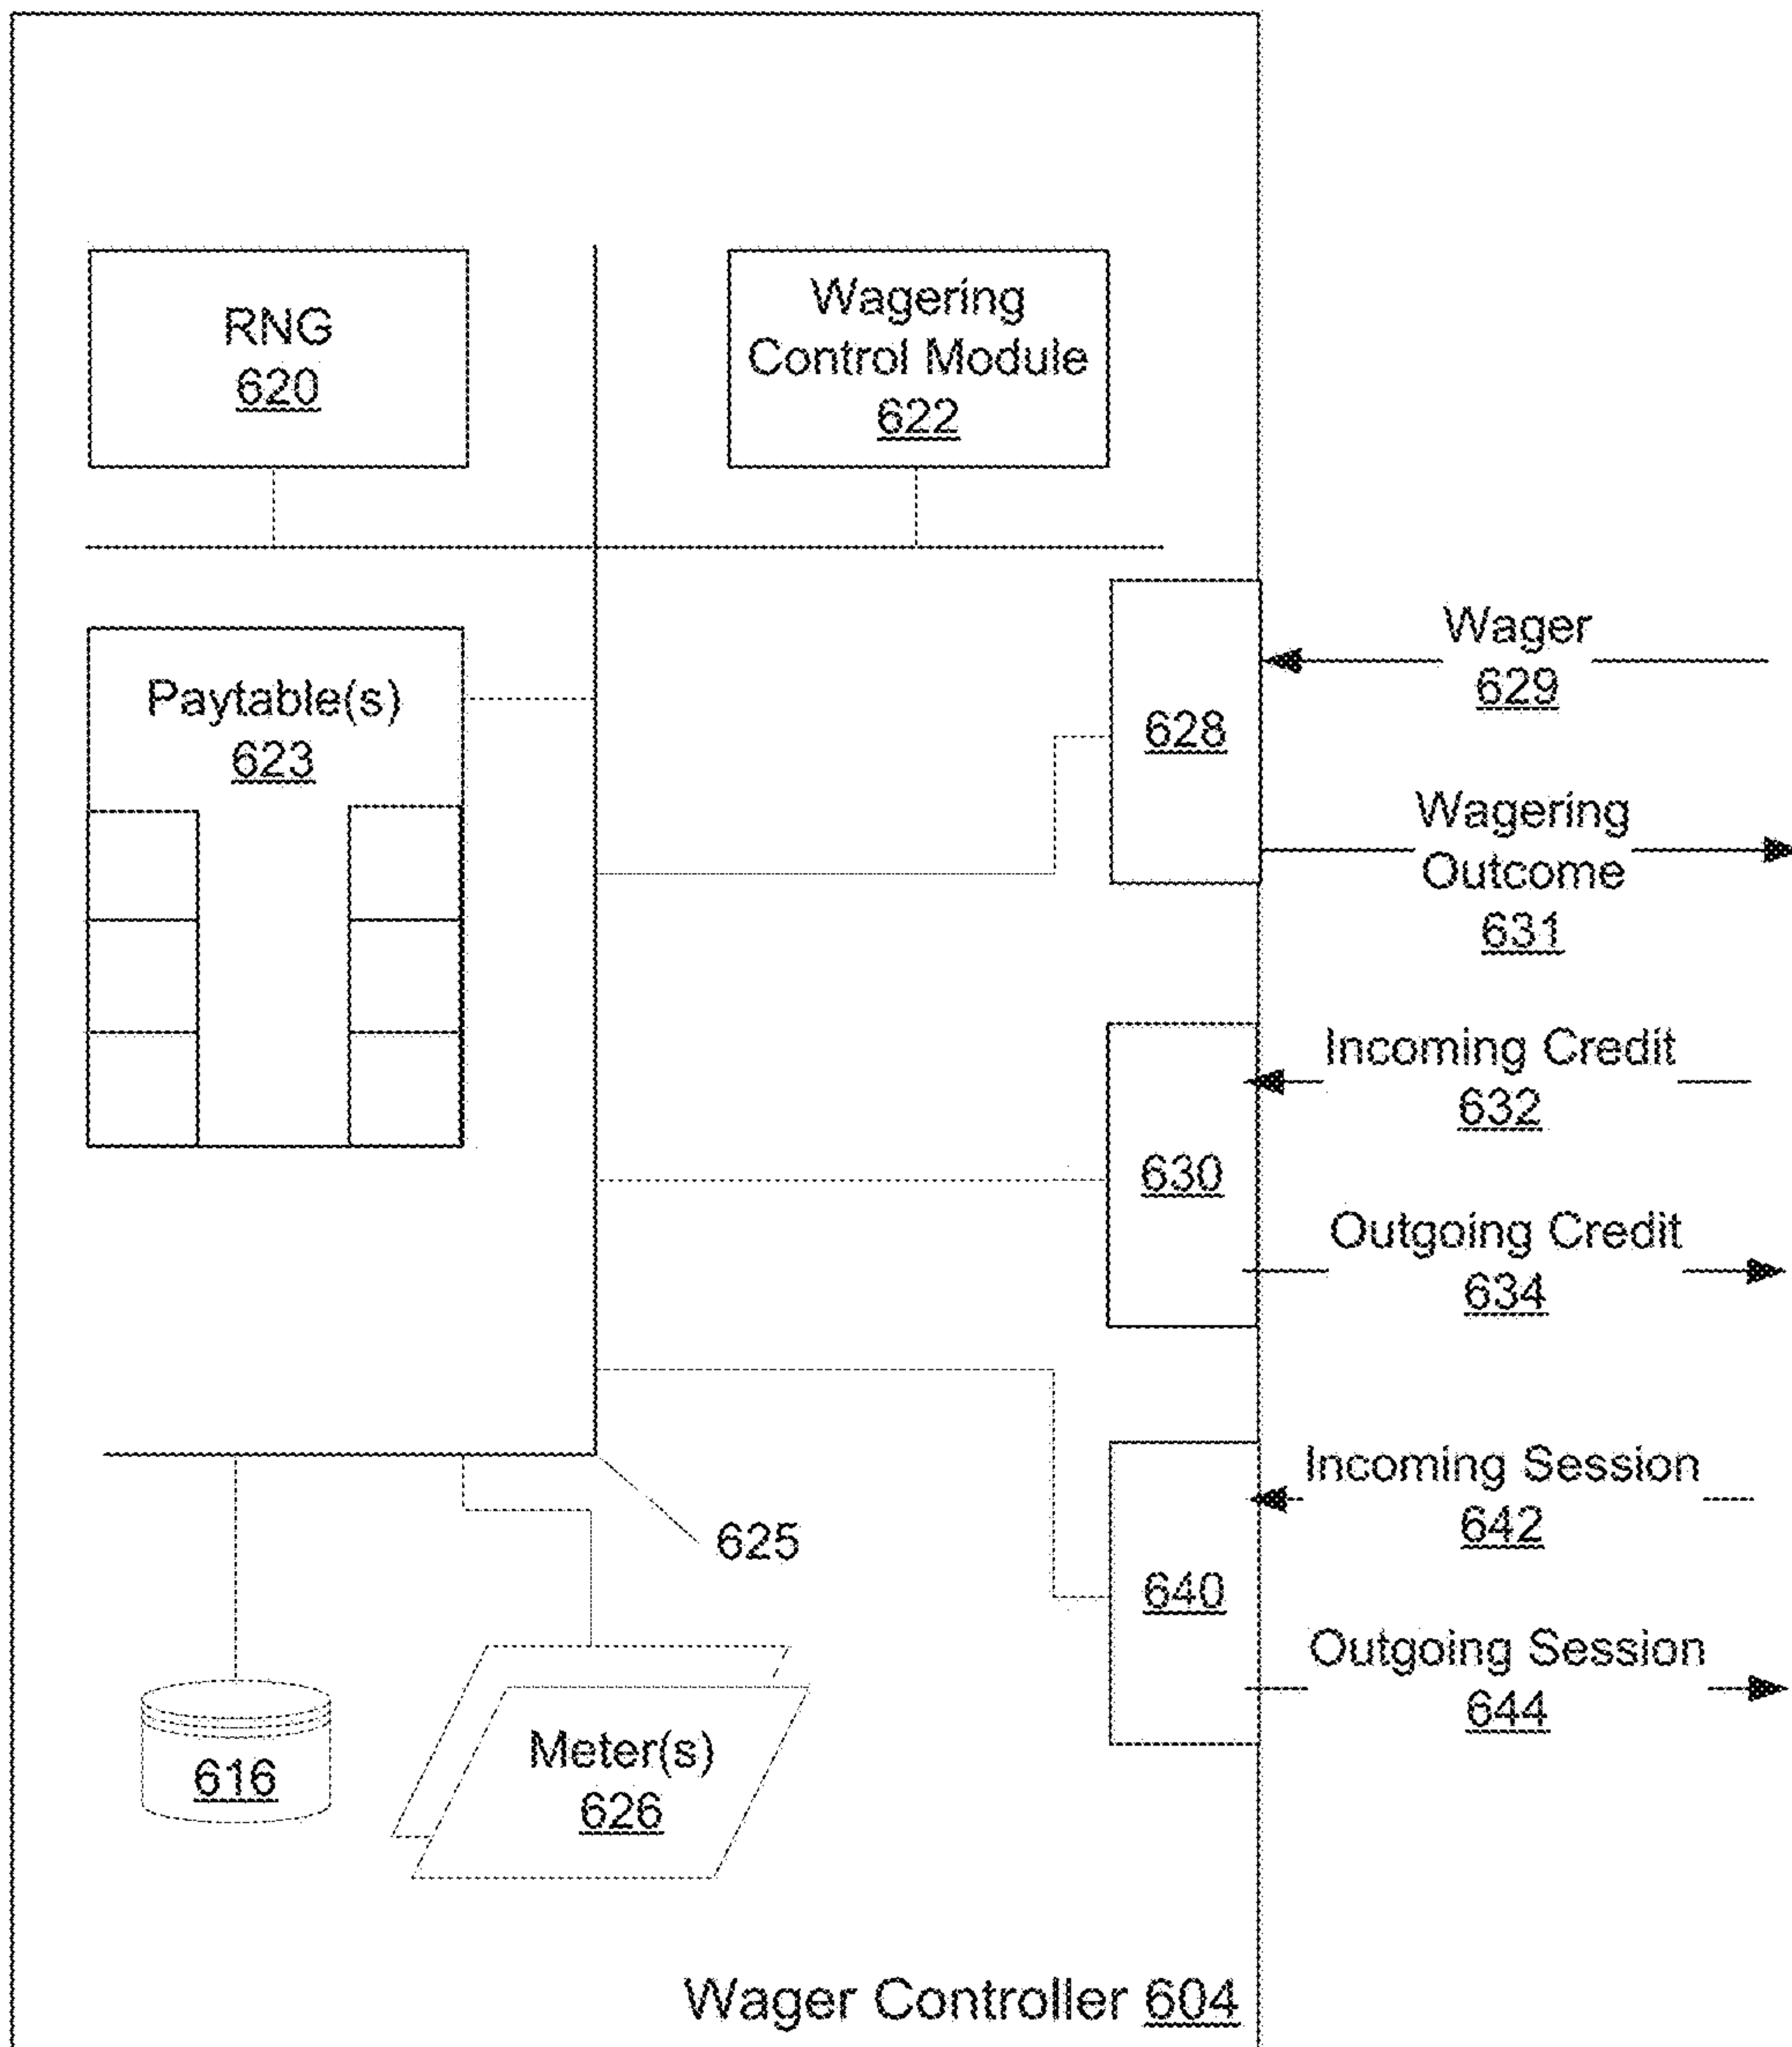 RNG
620
Wagering
Control Module
622
Paytable(s)
623
628
Wager
629
Wagering
Outcome
631
630
Incoming Credit
632
Outgoing Credit
634
625
640
Incoming Session
642
Outgoing Session
644
616
Meter(s)
626
Wager Controller 604